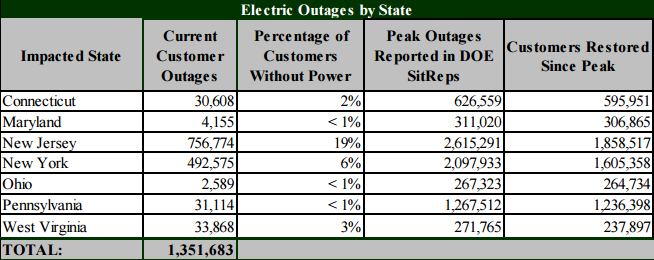 Electric Outages by State
Impacted State Current Customer Outages Percentage of Customers Without Power Peak Outages Reported in DOE SitReps Customers Restored Since Peak
Connecticut 30,608 2% 626,559 595,951
Maryland 4,155 < 1% 311,020 306,865
New Jersey 756,774 19% 2,615,291 1,858,517
New York 492,575 6% 2,097,933 1,605,358
Ohio 2,589 < 1% 267,323 264,734
Pennsylvania 31,114 < 1% 1,267,512 1,236,398
West Virginia 33,868 3% 271,765 237,897
TOTAL: 1,351,683